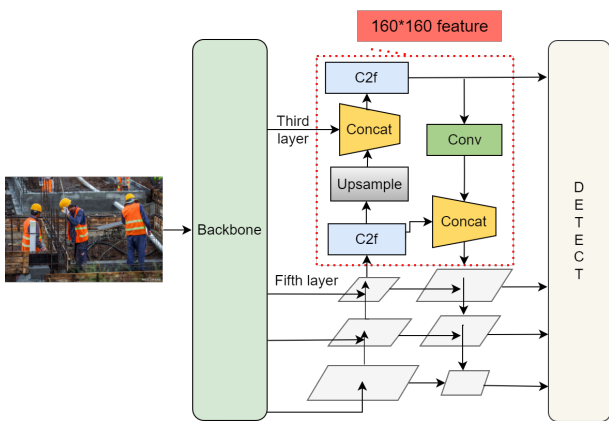 160*160 feature
C2f
Third
layer
Concat
Conv
Upsample
Concat
C2f
Backbone
Fifth layer
D
E
T
E
C
T